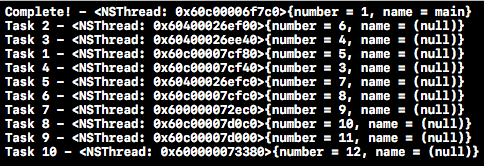 Complete! - <NSThread: 0x60c00006f7c0>{number = 1, name = main}
Task 2 - <NSThread: 0x60400026ef00>{number = 6, name = (null)}
Task 3 - <NSThread: 0x60400026ee40>{number = 4, name = (null)}
Task 1 - <NSThread: 0x60c00007cf80>{number = 5, name = (null)}
Task 4 - <NSThread: 0x60c00007cf40>{number = 3, name = (null)}
Task 5 - <NSThread: 0x60400026efc0>{number = 7, name = (null)}
Task 6 - <NSThread: 0x60c00007cfc0>{number = 8, name = (null)}
Task 7 - <NSThread: 0x600000072ec0>{number = 9, name = (null)}
Task 8 - <NSThread: 0x60c00007d0c0>{number = 10, name = (null)}
Task 9 - <NSThread: 0x60c00007d000>{number = 11, name = (null)}
Task 10 - <NSThread: 0x600000073380>{number = 12, name = (null)}